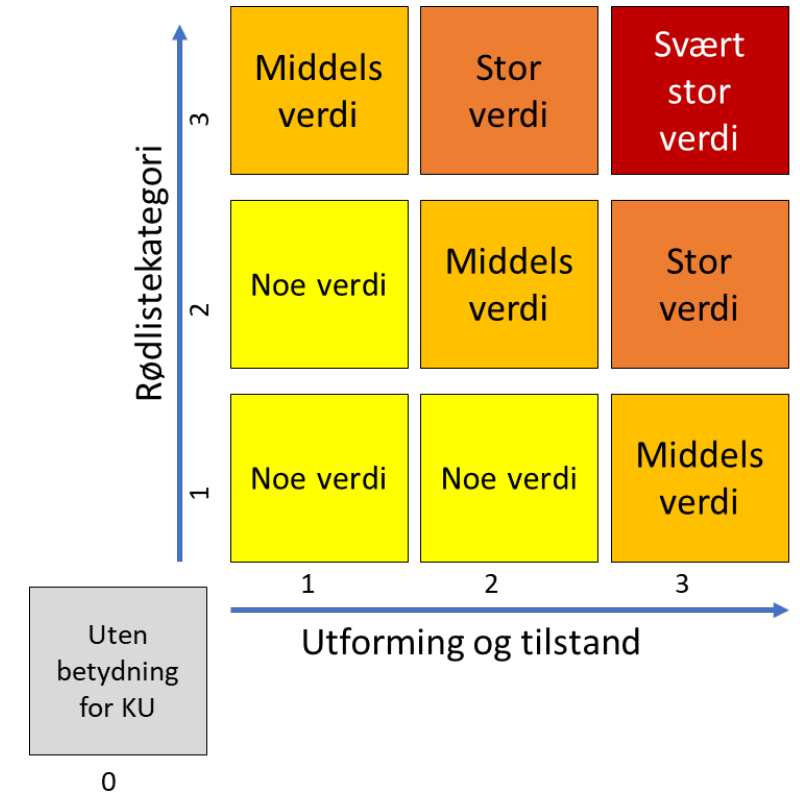 Rødlistekategori
3
Middels
verdi
Stor
verdi
Svært
stor
verdi
2
Noe verdi
Middels
verdi
Stor
verdi
1
Noe verdi
Noe verdi
Middels
verdi
1
2
3
Utforming og tilstand
Uten
betydning
for KU
0